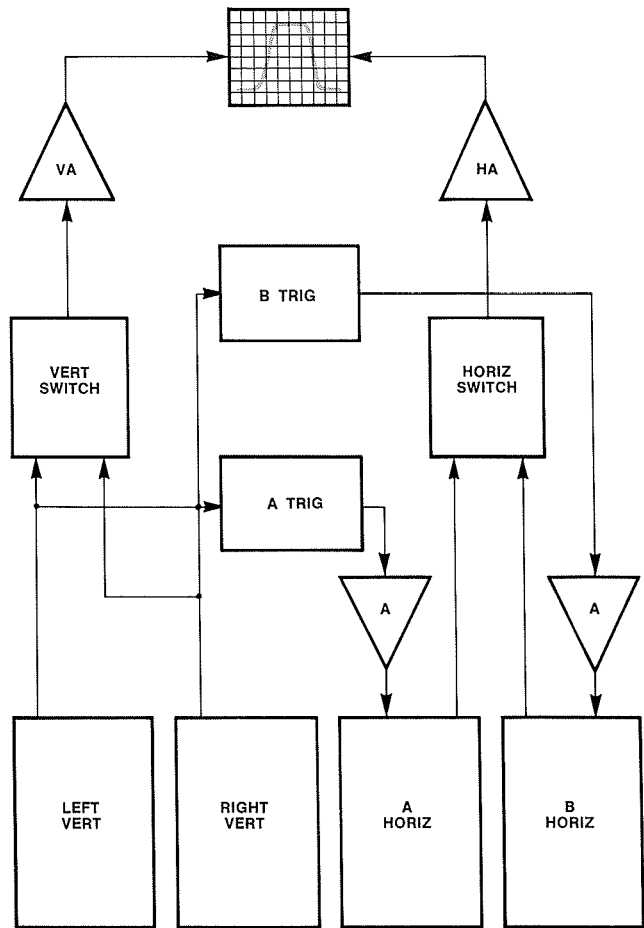 VA
HA
B TRIG
VERT
SWITCH
HORIZ
SWITCH
A TRIG
A
A
LEFT
VERT
RIGHT
VERT
A
HORIZ
B
HORIZ